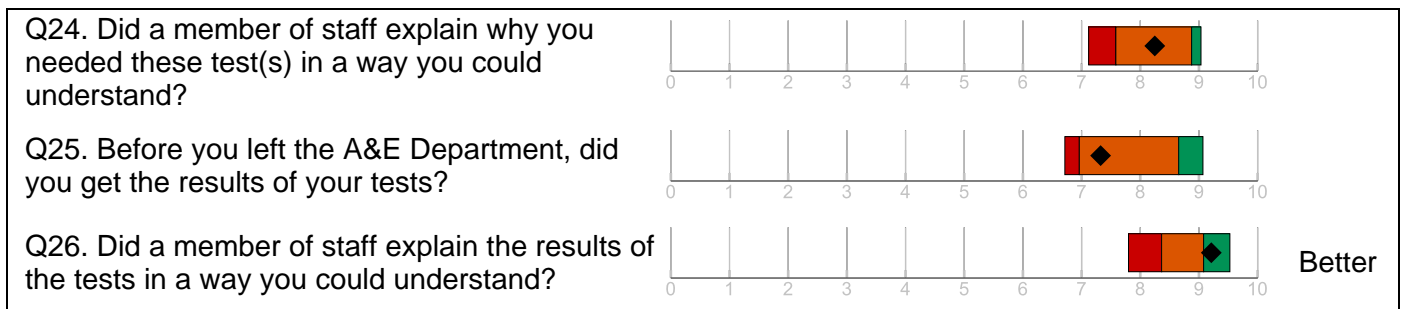 Q24. Did a member of staff explain why you
needed these test(s) in a way you could
understand?
0 1 2 3 4 5 6 7 8 9 10
Q25. Before you left the A&E Department, did
you get the results of your tests?
0 1 2 3 4 5 6 7 8 9 10
Q26. Did a member of staff explain the results of
the tests in a way you could understand?
Better
0 1 2 3 4 5 6 7 8 9 10